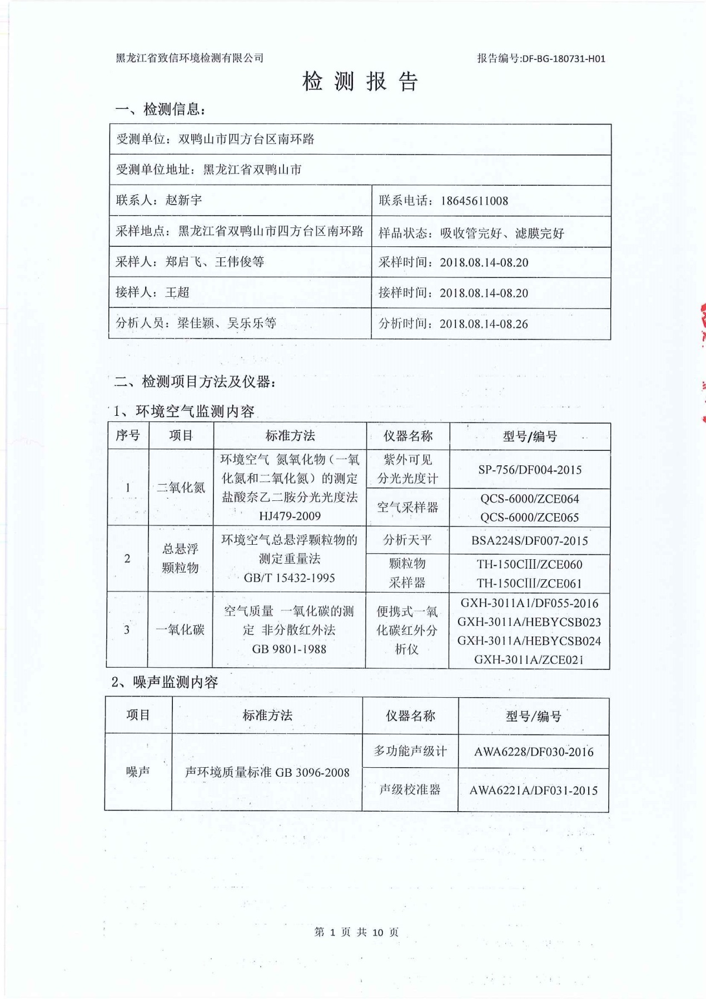 黑龙江省致信环境检测有限公司
报告编号:DF-BG-180731-H01
检测报告
一、检测信息：
受测单位：双鸭山市四方台区南环路
受测单位地址：黑龙江省双鸭山市
联系人：赵新宇
联系电话：18645611008
采样地点：黑龙江省双鸭山市四方台区南环路
样品状态：吸收管完好、滤膜完好
采样人：郑启飞、王伟俊等
采样时间：2018.08.14-08.20
接样人：王超
接样时间：2018.08.14-08.20
分析人员：梁佳颖、吴乐乐等
分析时间：2018.08.14-08.26
二、检测项目方法及仪器：
1、环境空气监测内容
序号
项目
标准方法
仪器名称
型号/编号
1
二氧化氮
环境空气 氮氧化物（一氧
化氮和二氧化氮）的测定
盐酸奈乙二胺分光光度法
HJ479-2009
紫外可见
分光光度计
SP-756/DF004-2015
空气采样器
QCS-6000/ZCE064
QCS-6000/ZCE065
2
总悬浮
颗粒物
环境空气总悬浮颗粒物的
测定重量法
GB/T 15432-1995
分析天平
BSA224S/DF007-2015
颗粒物
采样器
TH-150CIII/ZCE060
TH-150CIII/ZCE061
3
一氧化碳
空气质量 一氧化碳的测
定 非分散红外法
GB 9801-1988
便携式一氧
化碳红外分
析仪
GXH-3011A1/DF055-2016
GXH-3011A/HEBYCSB023
GXH-3011A/HEBYCSB024
GXH-3011A/ZCE021
2、噪声监测内容
项目
标准方法
仪器名称
型号/编号
噪声
声环境质量标准 GB 3096-2008
多功能声级计
AWA6228/DF030-2016
声级校准器
AWA6221A/DF031-2015
第 1 页 共 10 页